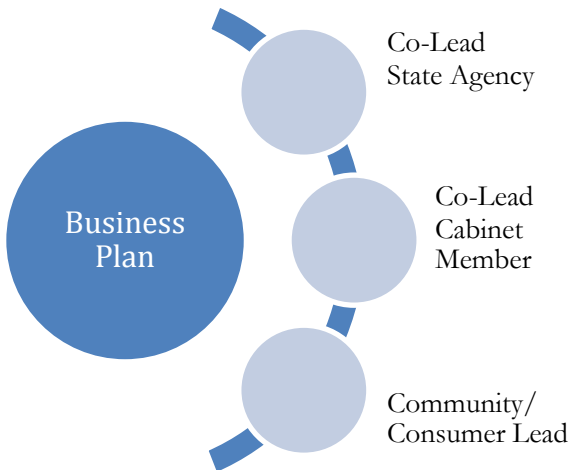 Co-Lead
State Agency
Business
Plan
Co-Lead
Cabinet
Member
Community/
Consumer Lead